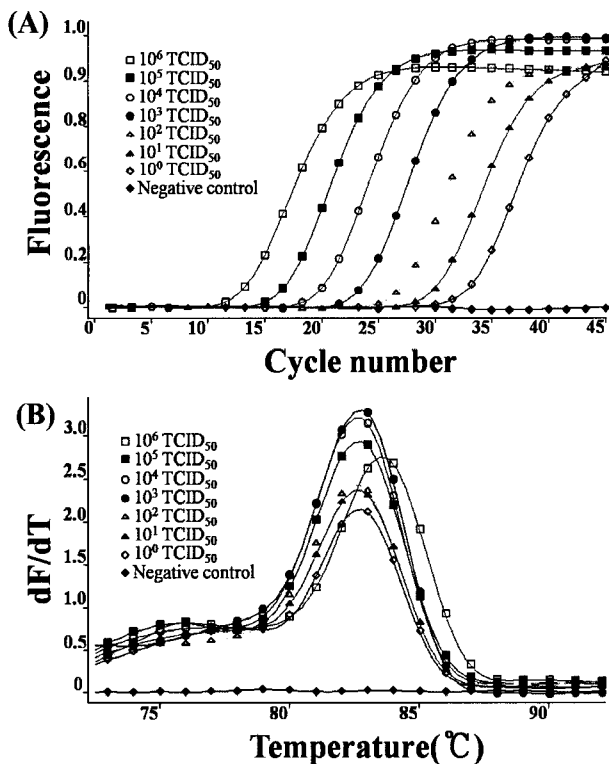 (A)
Fluorescence
1.0
0.9
0.8
0.6
0.4
0.2
0.0
10⁶ TCID₅₀
10⁵ TCID₅₀
10⁴ TCID₅₀
10³ TCID₅₀
10² TCID₅₀
10¹ TCID₅₀
10⁰ TCID₅₀
Negative control
0 5 10 15 20 25 30 35 40 45
Cycle number
(B)
dF/dT
3.0
2.5
2.0
1.5
1.0
0.5
0
10⁶ TCID₅₀
10⁵ TCID₅₀
10⁴ TCID₅₀
10³ TCID₅₀
10² TCID₅₀
10¹ TCID₅₀
10⁰ TCID₅₀
Negative control
75 80 85 90
Temperature(℃)